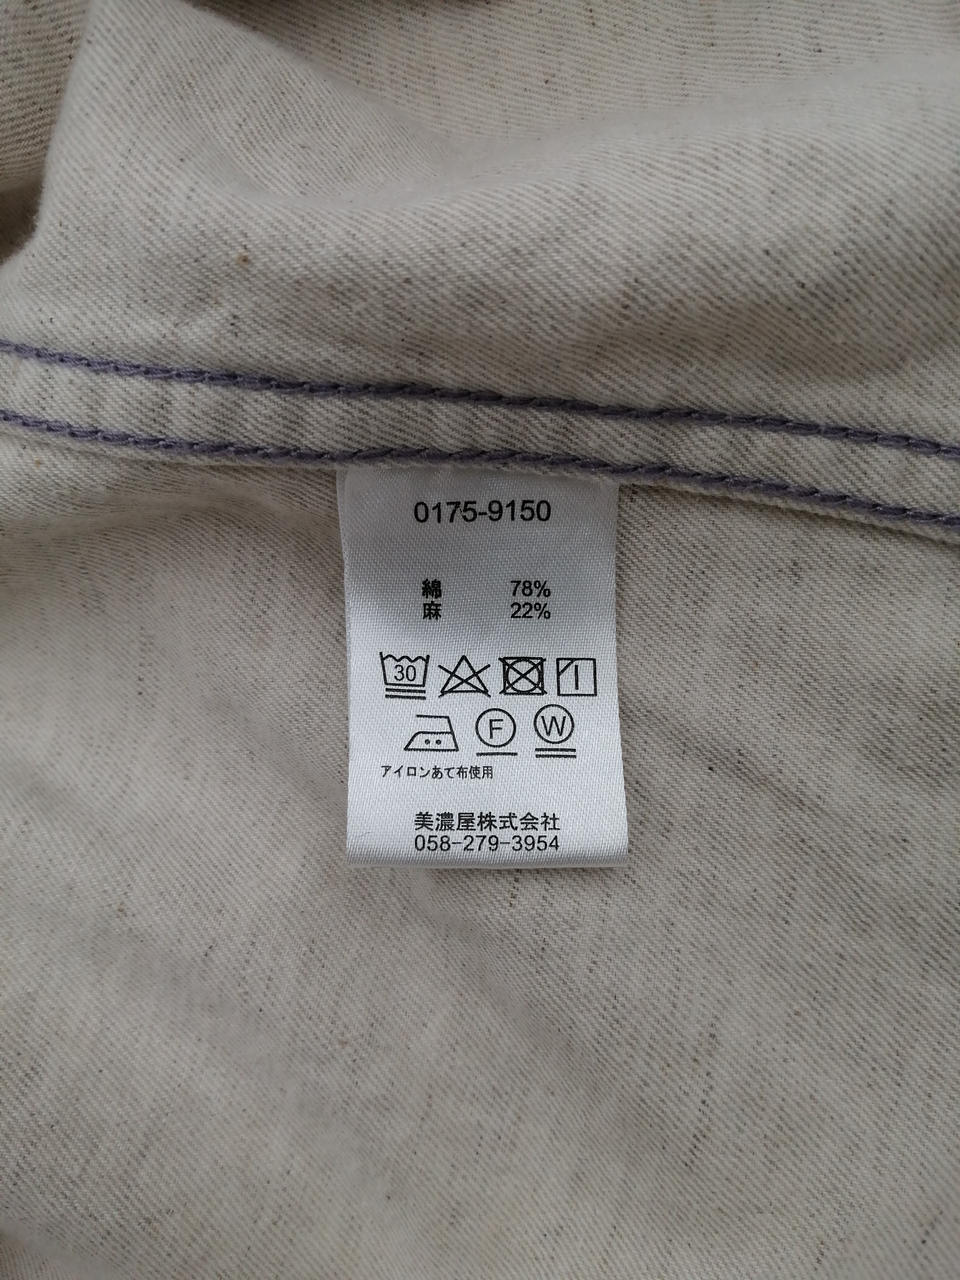 0175-9150
綿 78%
麻 22%
30
F W
アイロンあて布使用
美濃屋株式会社
058-279-3954